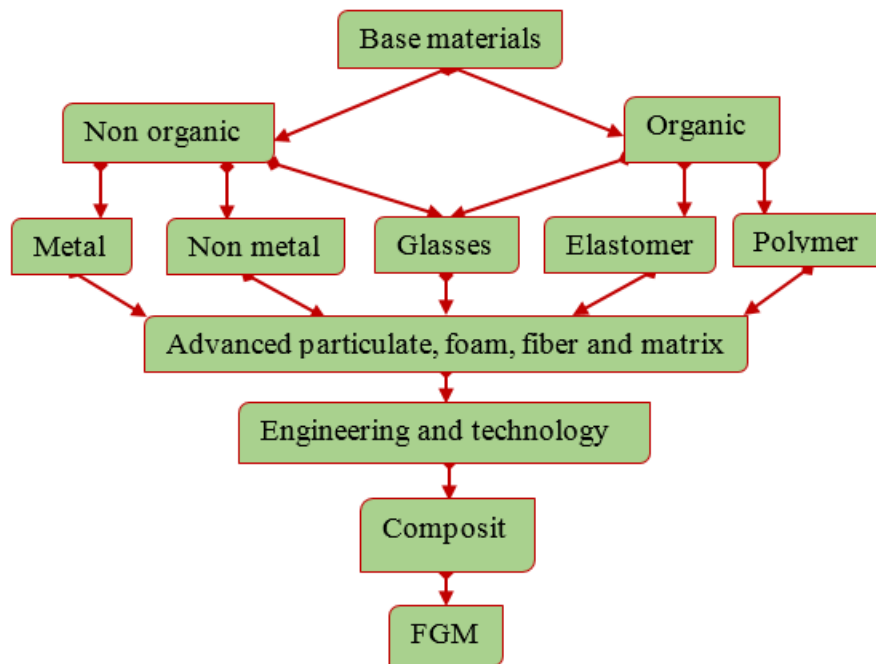 Base materials
Non organic
Organic
Metal
Non metal
Glasses
Elastomer
Polymer
Advanced particulate, foam, fiber and matrix
Engineering and technology
Composit
FGM